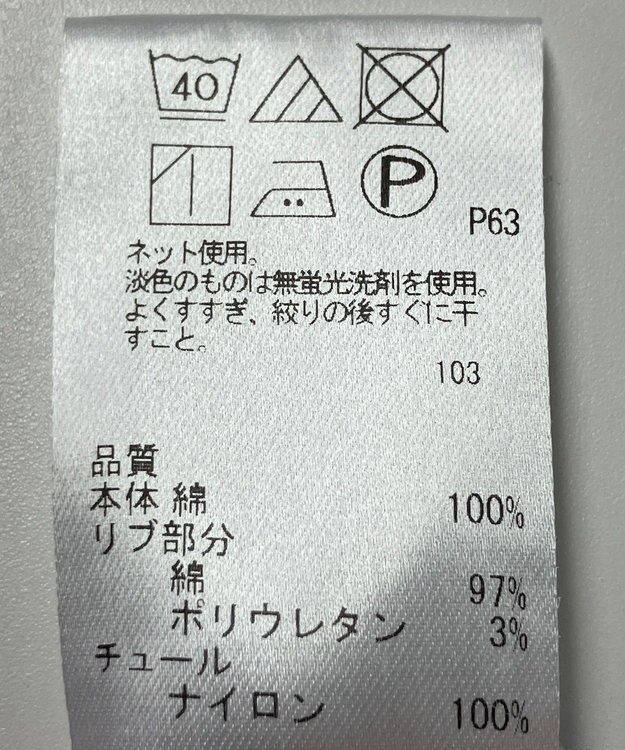 40
P
P63
ネット使用。
淡色のものは無蛍光洗剤を使用。
よくすすぎ、絞りの後すぐに干
すこと。
103
品質
本体 綿 100%
リブ部分
綿 97%
ポリウレタン 3%
チュール
ナイロン 100%